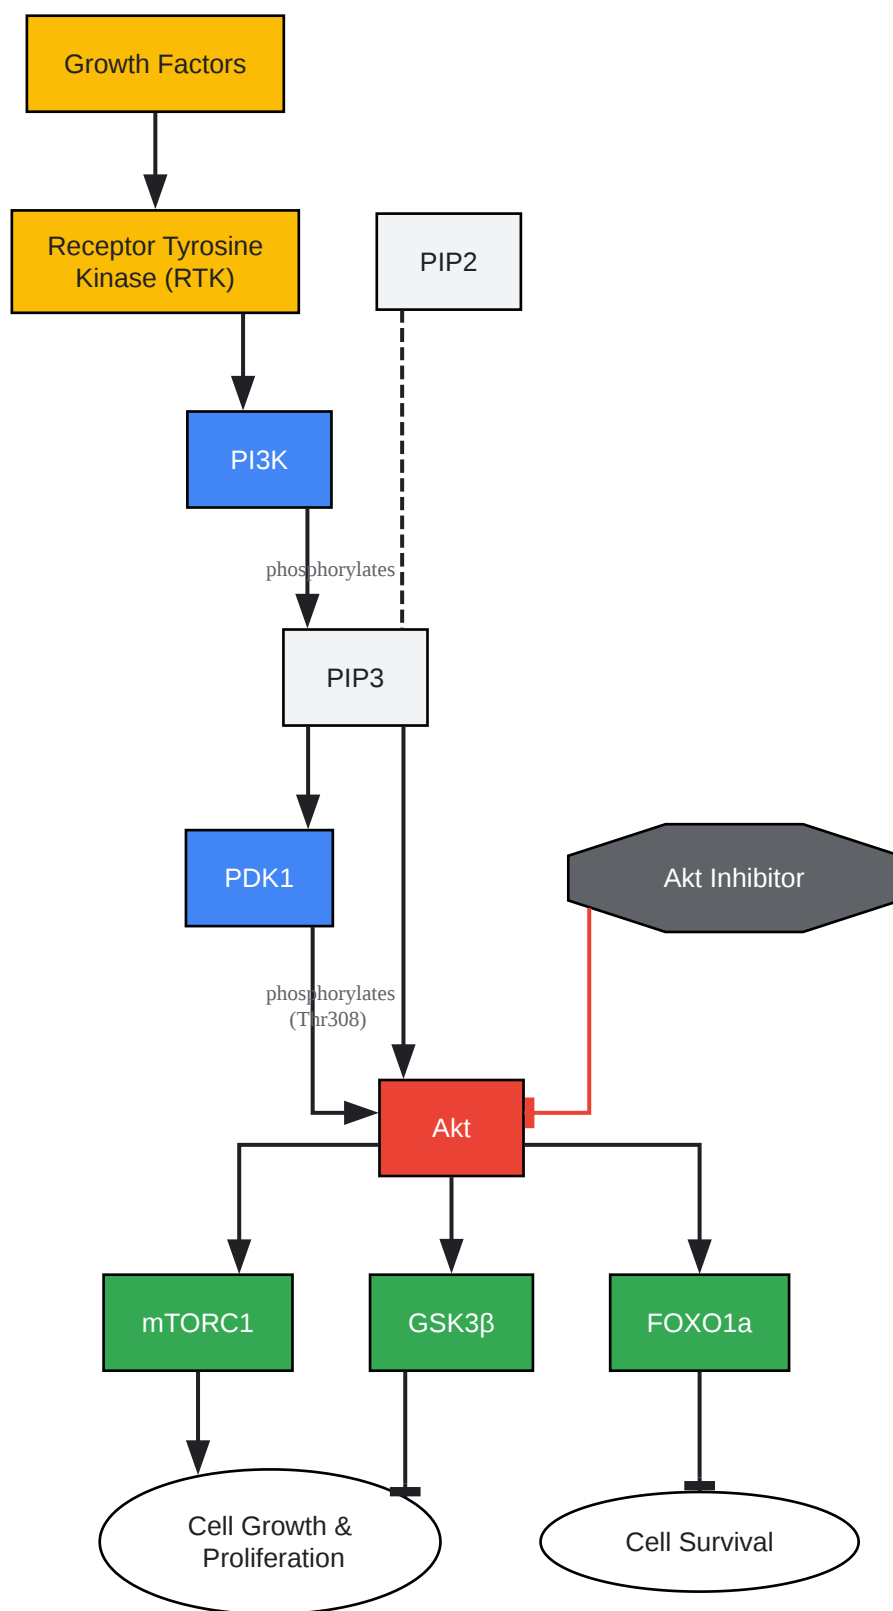 Growth Factors
Receptor Tyrosine
Kinase (RTK)
PIP2
PI3K
phosphorylates
PIP3
PDK1
Akt Inhibitor
phosphorylates
(Thr308)
Akt
mTORC1
GSK3β
FOXO1a
Cell Growth &
Proliferation
Cell Survival